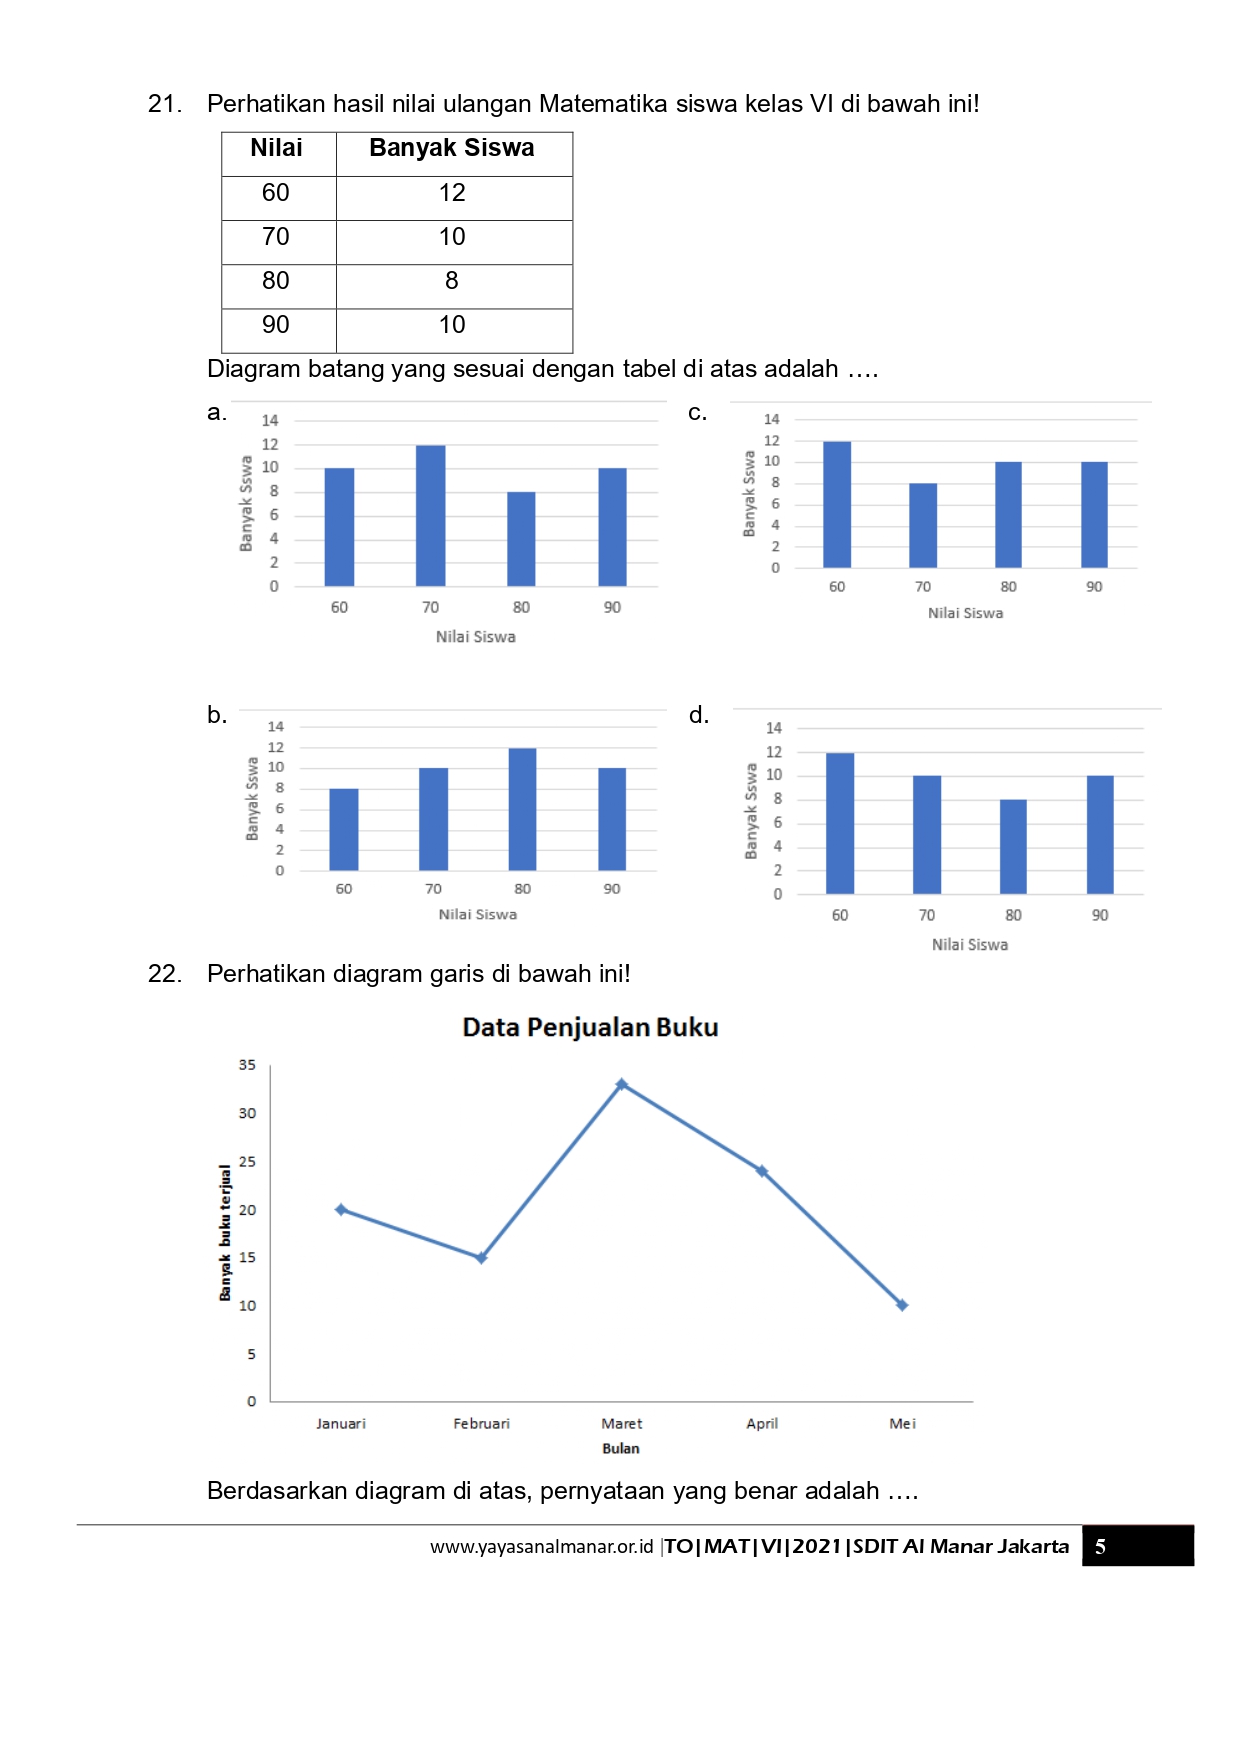 21. Perhatikan hasil nilai ulangan Matematika siswa kelas VI di bawah ini!
Nilai Banyak Siswa
60 12
70 10
80 8
90 10
Diagram batang yang sesuai dengan tabel di atas adalah ….
a.
14
12
10
8
6
4
2
0
Banyak Sswa
60 70 80 90
Nilai Siswa
c.
14
12
10
8
6
4
2
0
Banyak Sswa
60 70 80 90
Nilai Siswa
b.
14
12
10
8
6
4
2
0
Banyak Sswa
60 70 80 90
Nilai Siswa
d.
14
12
10
8
6
4
2
0
Banyak Sswa
60 70 80 90
Nilai Siswa
22. Perhatikan diagram garis di bawah ini!
Data Penjualan Buku
35
30
25
20
15
10
5
0
Banyak buku terjual
Januari Februari Maret April Mei
Bulan
Berdasarkan diagram di atas, pernyataan yang benar adalah ….
www.yayasanalmanar.or.id |TO|MAT|VI|2021|SDIT Al Manar Jakarta 5